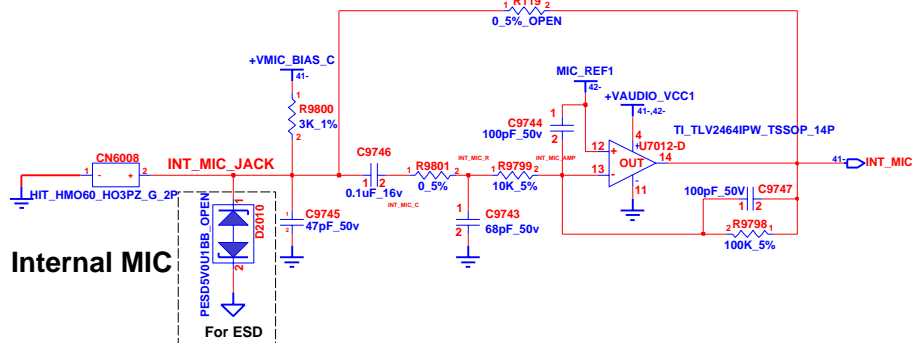 R119
1 2
0_5%_OPEN
+VMIC_BIAS_C
41-
MIC_REF1
42-
+VAUDIO_VCC1
41-,42-
1
R9800
3K_1%
2
C9744
1
100pF_50v
2
TI_TLV2464IPW_TSSOP_14P
4
+U7012-D
12 +
OUT 14
13 -
-
11
CN6008
1 - + 2
HIT_HMO60_HO3PZ_G_2P
INT_MIC_JACK
C9746
1 2
0.1uF_16v
INT_MIC_C
R9801
1 2
0_5%
INT_MIC_R
R9799
1 2
10K_5%
INT_MIC_AMP
41-
INT_MIC
100pF_50V
C9747
1 2
R9798
2 1
100K_5%
1
C9745
2
47pF_50v
1
C9743
2
68pF_50v
1
D2010
2
PESD5V0U1BB_OPEN
Internal MIC
For ESD